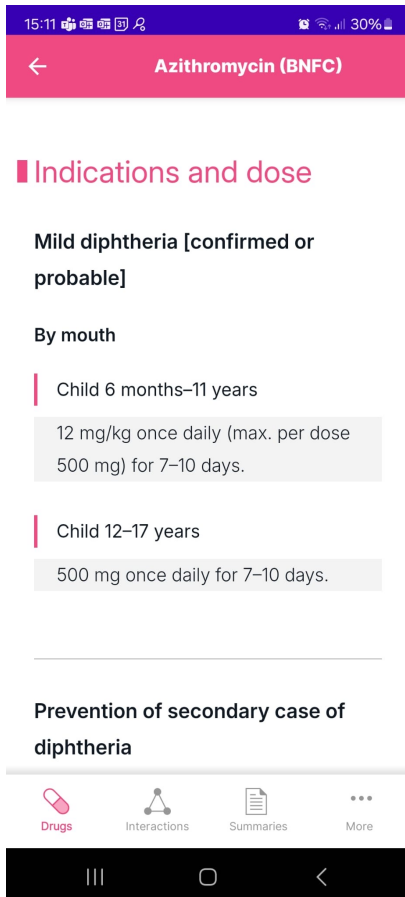 15:11 31 30%
Azithromycin (BNFC)
Indications and dose
Mild diphtheria [confirmed or
probable]
By mouth
Child 6 months–11 years
12 mg/kg once daily (max. per dose
500 mg) for 7–10 days.
Child 12–17 years
500 mg once daily for 7–10 days.
Prevention of secondary case of
diphtheria
Drugs Interactions Summaries More